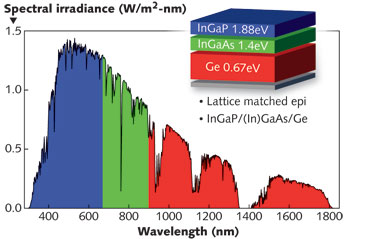 Spectral irradiance (W/m²-nm)
1.5
1.0
0.5
0.0
InGaP 1.88eV
InGaAs 1.4eV
Ge 0.67eV
• Lattice matched epi
• InGaP/(In)GaAs/Ge
400 600 800 1000 1200 1400 1600 1800
Wavelength (nm)